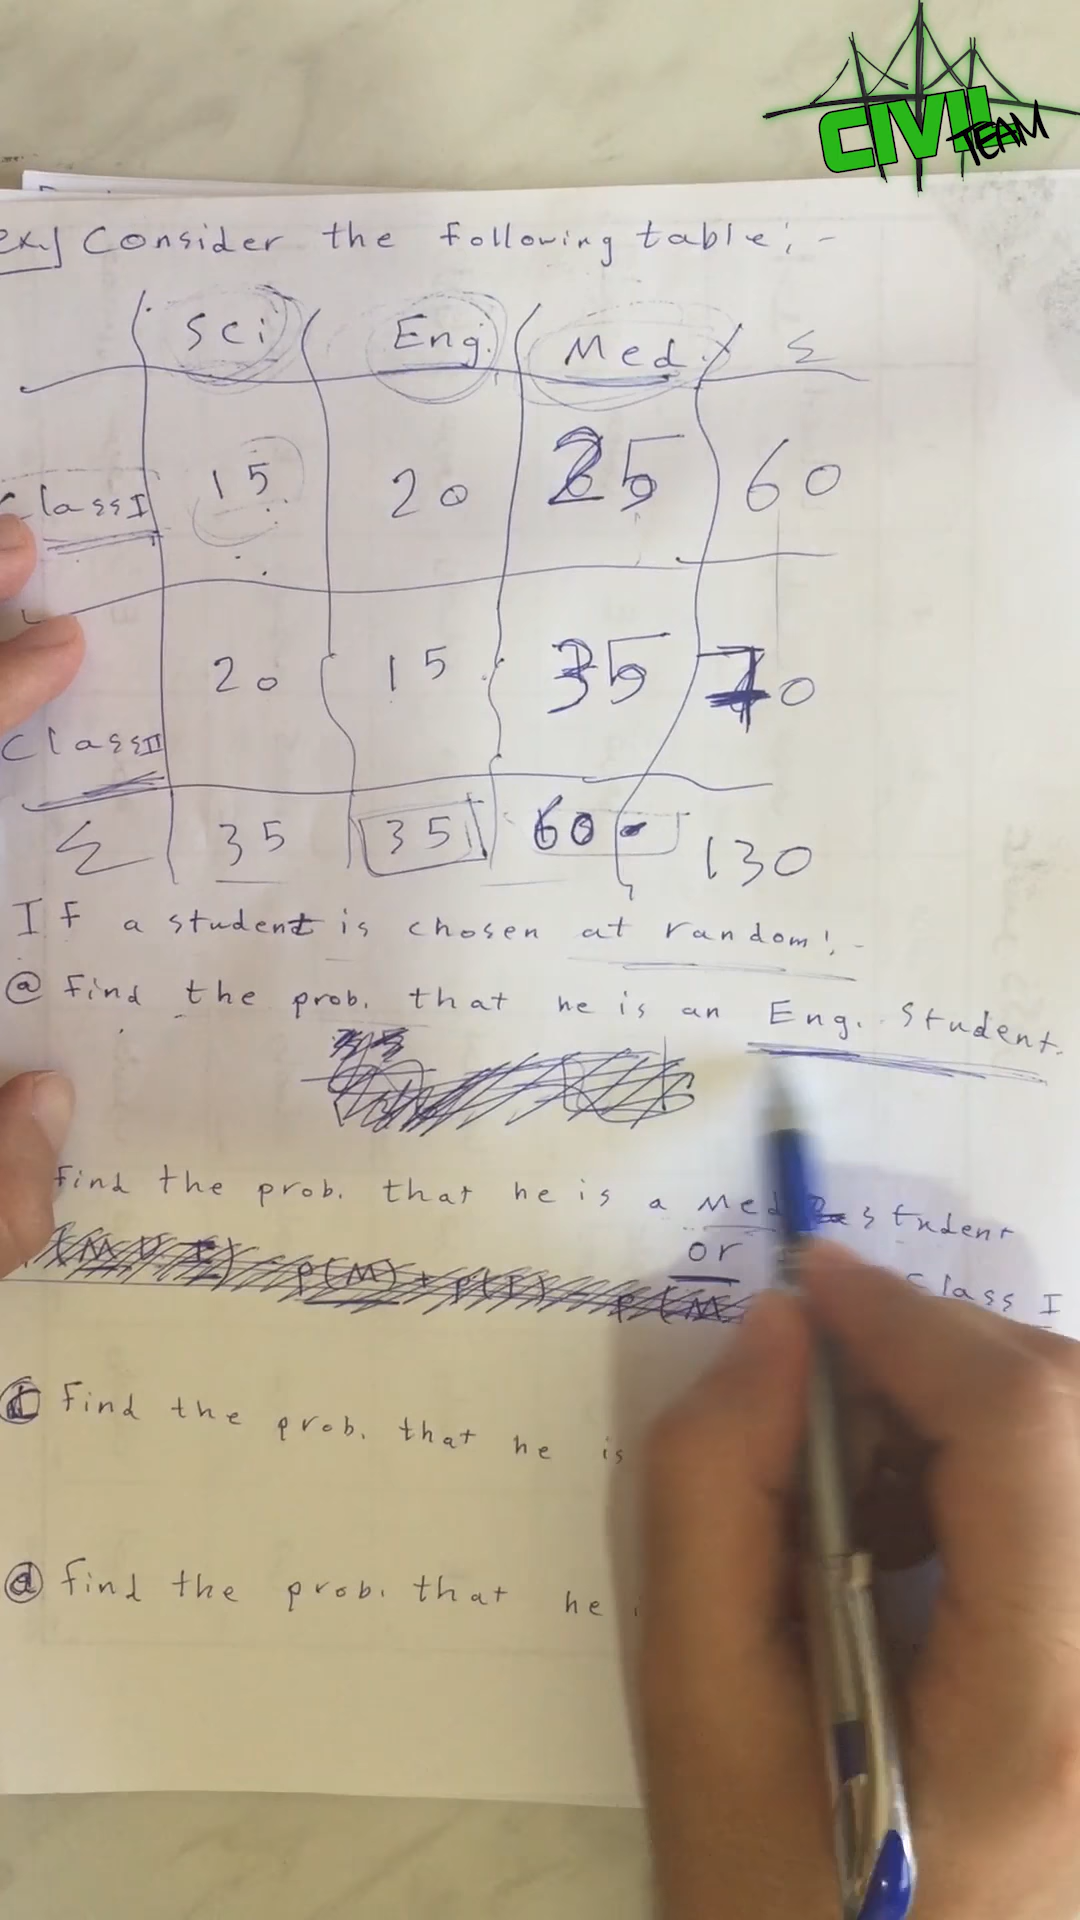 CIVIL
TEAM
ex] Consider the following table:-
Sci Eng. Med. Σ
Class I 15 20 25 60
20 15 35 70
Class II
Σ 35 35 60 130
If a student is chosen at random:-
@ Find the prob. that he is an Eng. student.
Find the prob. that he is a Med student
or
Class I
P(M)
Find the prob. that he is
(d) Find the prob. that he